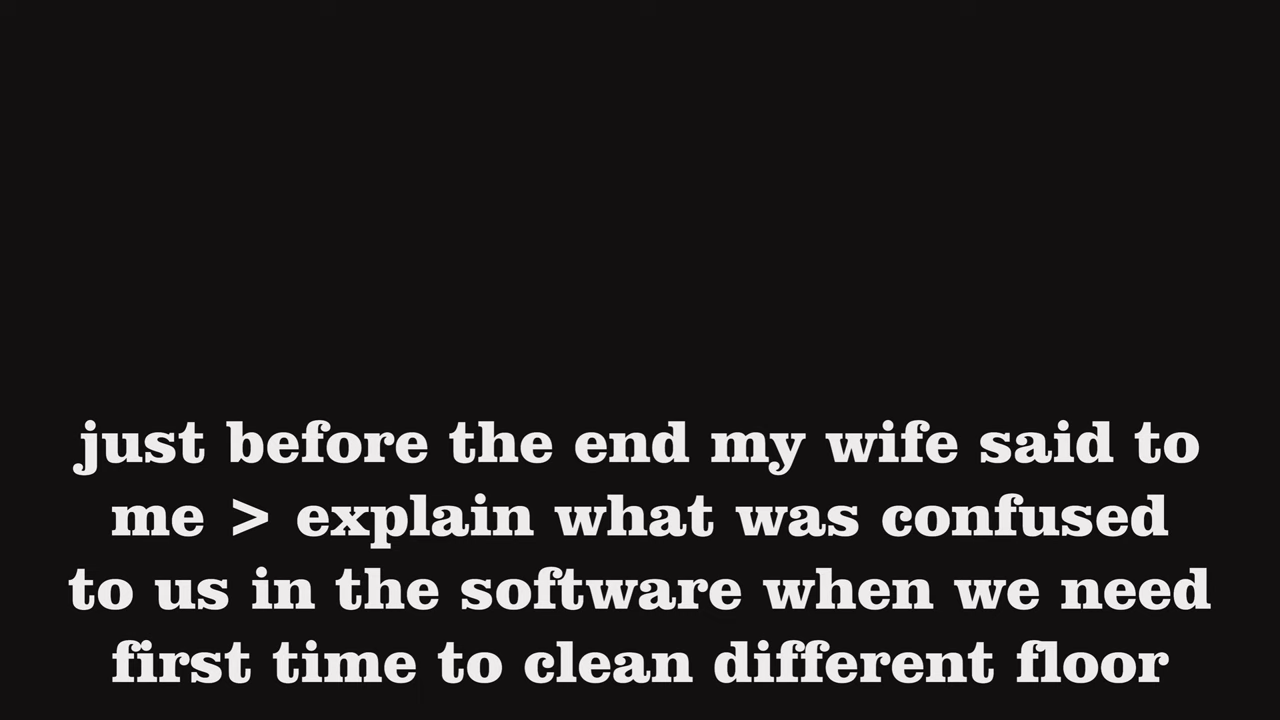 just before the end my wife said to
me > explain what was confused
to us in the software when we need
first time to clean different floor